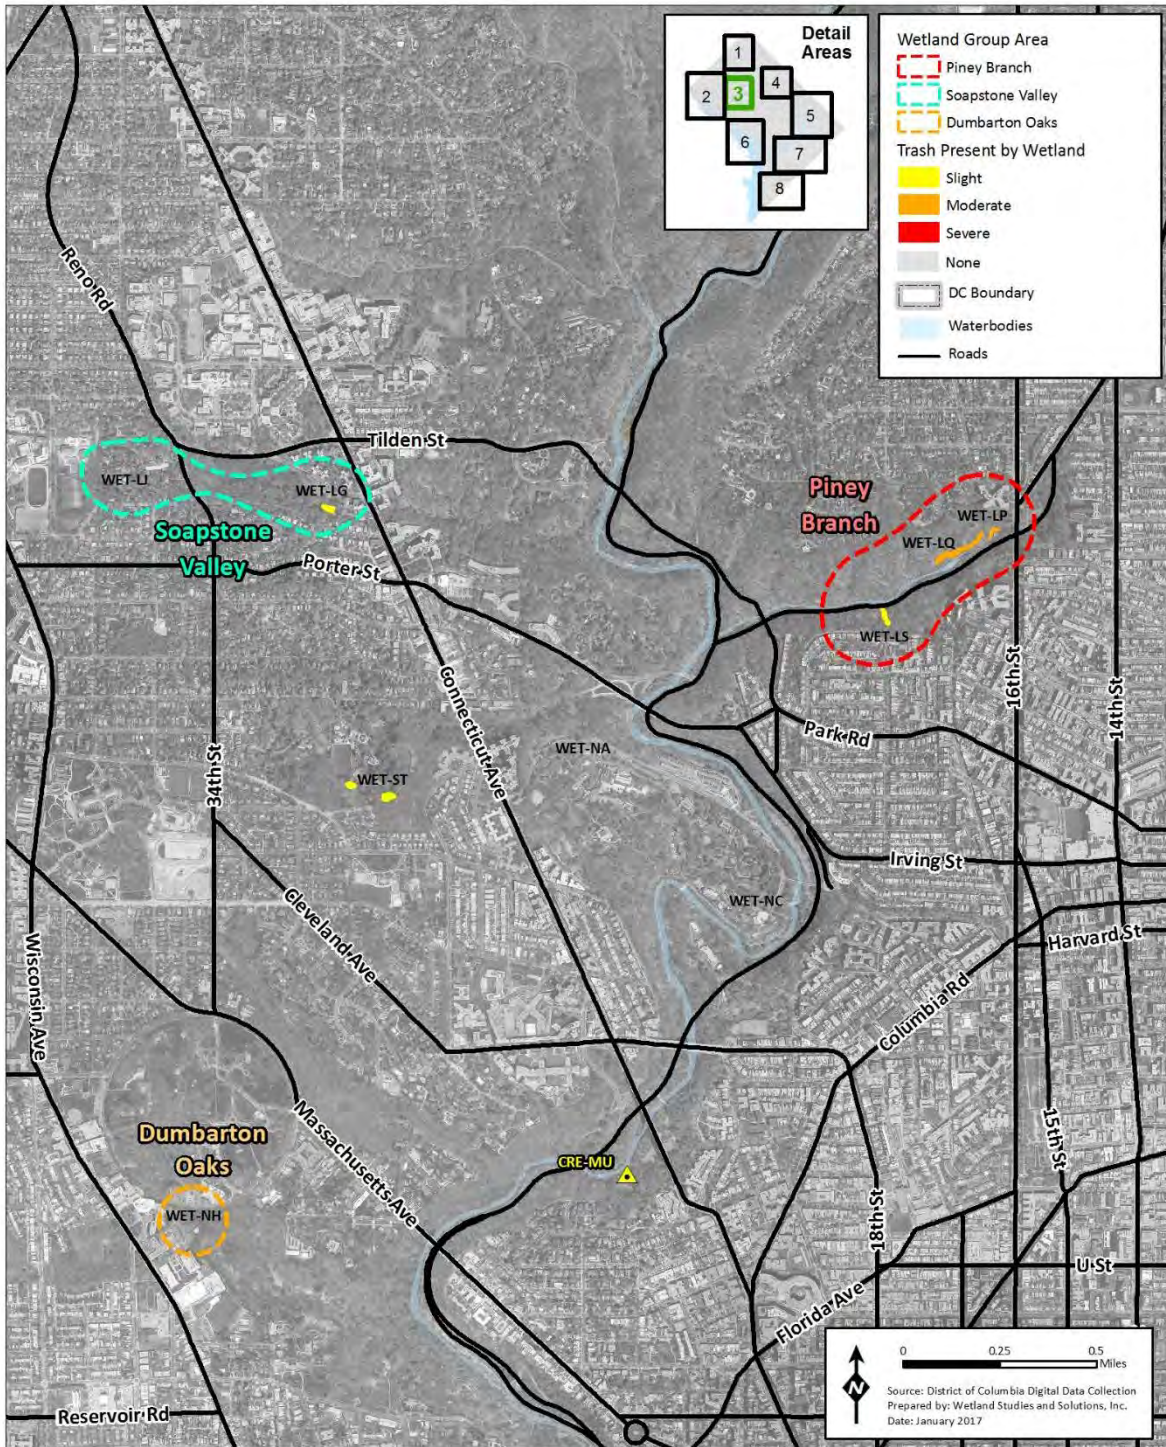 Detail
Areas
1
2
3
4
5
6
7
8
Wetland Group Area
Piney Branch
Soapstone Valley
Dumbarton Oaks
Trash Present by Wetland
Slight
Moderate
Severe
None
DC Boundary
Waterbodies
Roads
Reno Rd
Tilden St
WET-LJ
WET-LG
Soapstone
Valley
Porter St
Piney
Branch
WET-LP
WET-LQ
WET-LS
16th St
14th St
Connecticut Ave
Park Rd
WET-NA
34th St
WET-ST
Irving St
WET-NC
Harvard St
Cleveland Ave
Columbia Rd
Wisconsin Ave
Massachusetts Ave
Dumbarton
Oaks
WET-NH
CRE-MU
15th St
18th St
U St
Florida Ave
Reservoir Rd
N
0 0.25 0.5
Miles
Source: District of Columbia Digital Data Collection
Prepared by: Wetland Studies and Solutions, Inc.
Date: January 2017